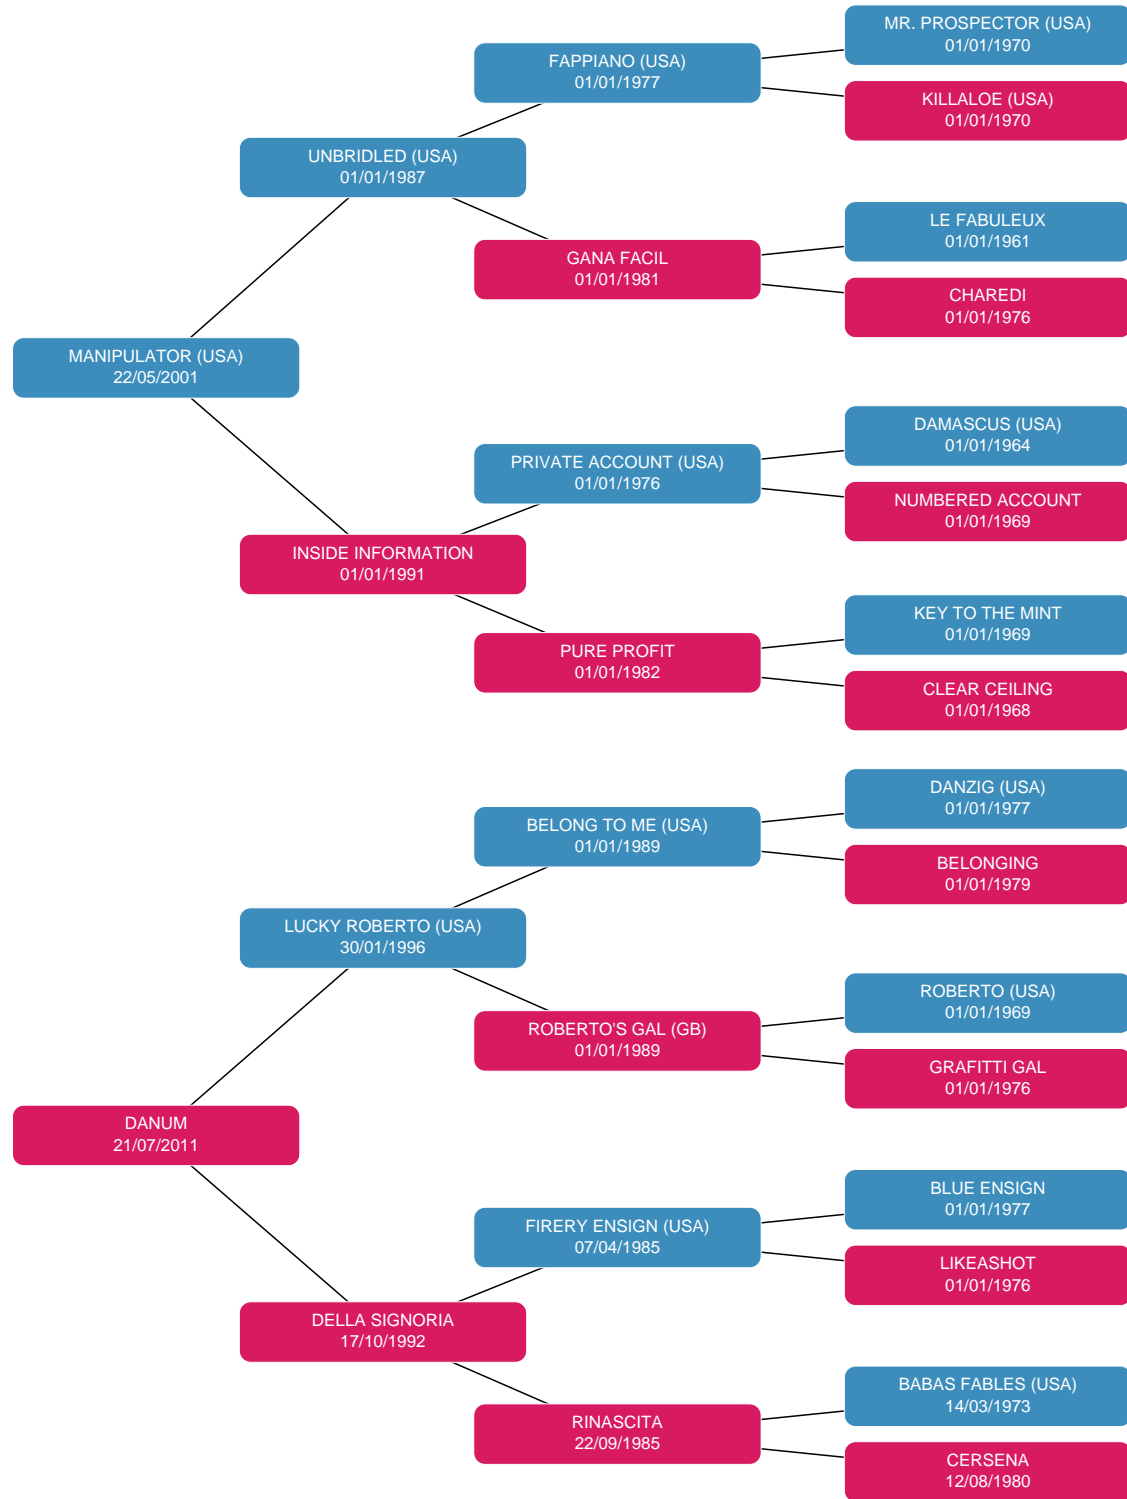 MR. PROSPECTOR (USA)
01/01/1970
FAPPIANO (USA)
01/01/1977
KILLALOE (USA)
01/01/1970
UNBRIDLED (USA)
01/01/1987
LE FABULEUX
01/01/1961
GANA FACIL
01/01/1981
CHAREDI
01/01/1976
MANIPULATOR (USA)
22/05/2001
DAMASCUS (USA)
01/01/1964
PRIVATE ACCOUNT (USA)
01/01/1976
NUMBERED ACCOUNT
01/01/1969
INSIDE INFORMATION
01/01/1991
KEY TO THE MINT
01/01/1969
PURE PROFIT
01/01/1982
CLEAR CEILING
01/01/1968
DANZIG (USA)
01/01/1977
BELONG TO ME (USA)
01/01/1989
BELONGING
01/01/1979
LUCKY ROBERTO (USA)
30/01/1996
ROBERTO (USA)
01/01/1969
ROBERTO'S GAL (GB)
01/01/1989
GRAFITTI GAL
01/01/1976
DANUM
21/07/2011
BLUE ENSIGN
01/01/1977
FIRERY ENSIGN (USA)
07/04/1985
LIKEASHOT
01/01/1976
DELLA SIGNORIA
17/10/1992
BABAS FABLES (USA)
14/03/1973
RINASCITA
22/09/1985
CERSENA
12/08/1980